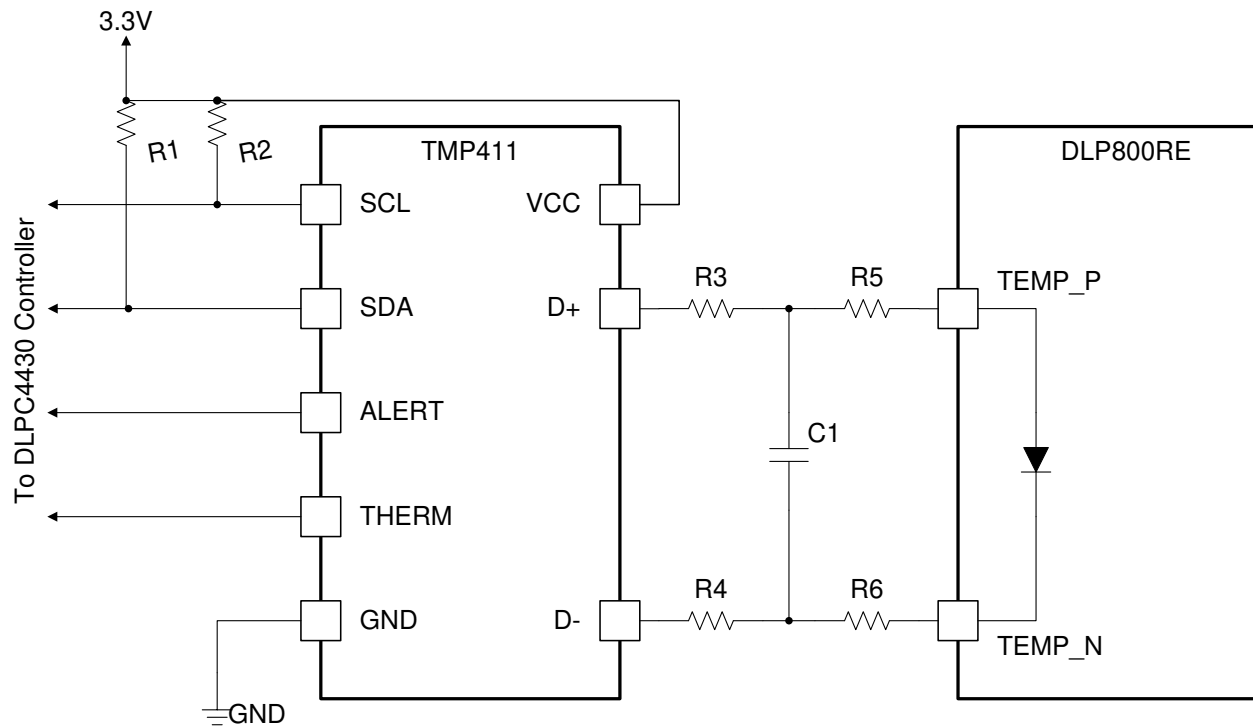 3.3V
R1
R2
TMP411
DLP800RE
SCL
VCC
R3
R5
TEMP_P
SDA
D+
To DLPC4430 Controller
ALERT
C1
THERM
R4
R6
GND
D-
TEMP_N
GND